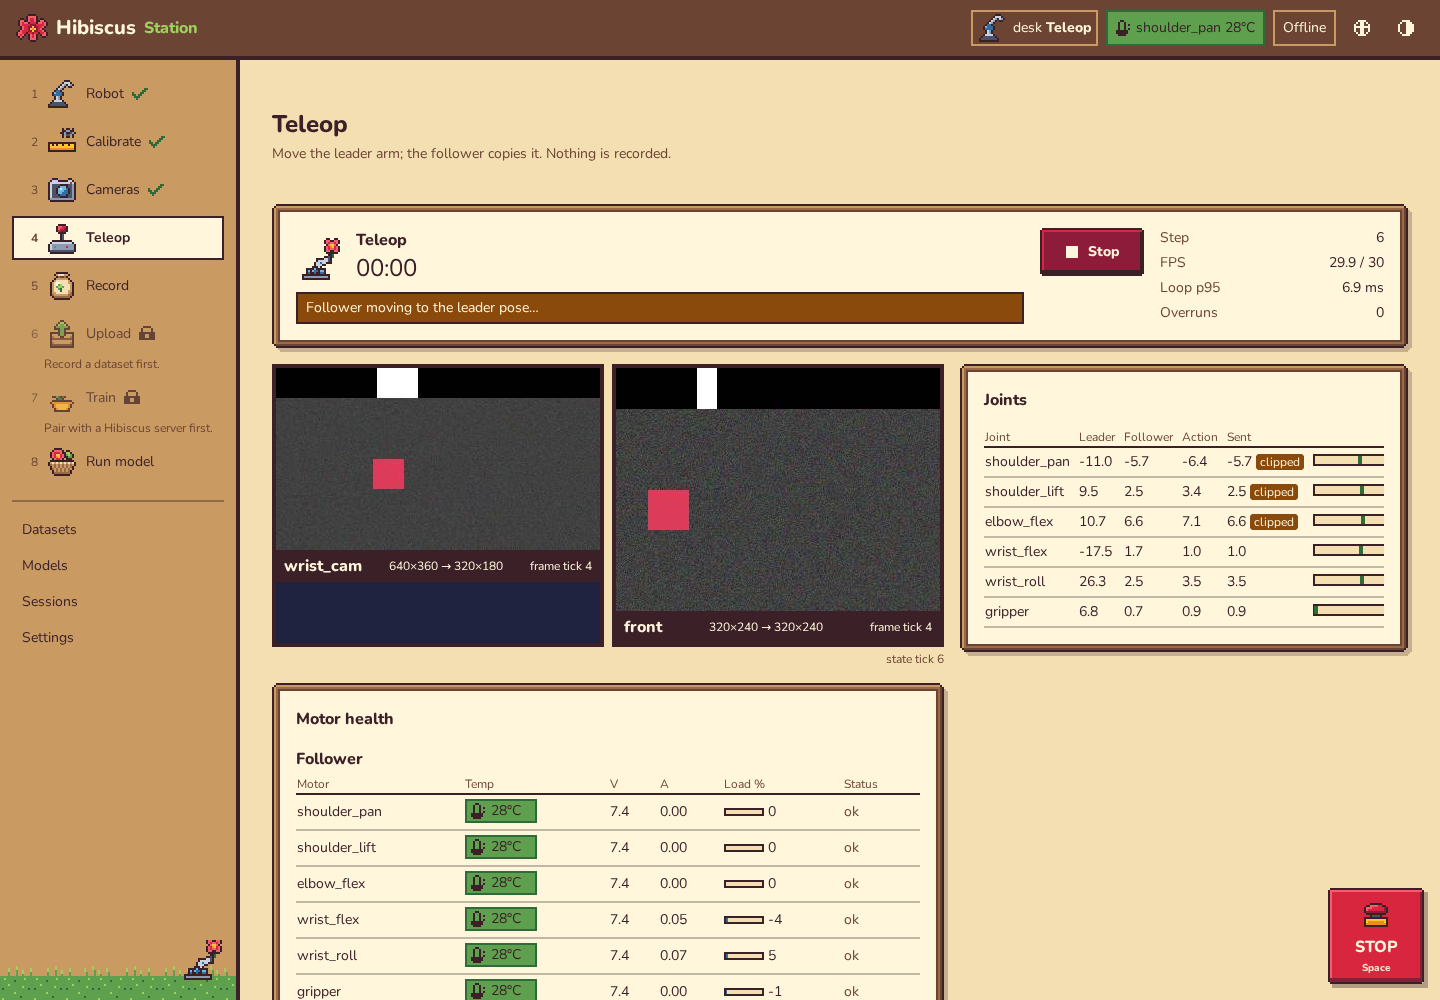 Hibiscus Station
desk Teleop
shoulder_pan 28°C
Offline
1 Robot
2 Calibrate
3 Cameras
4 Teleop
5 Record
6 Upload
Record a dataset first.
7 Train
Pair with a Hibiscus server first.
8 Run model
Datasets
Models
Sessions
Settings
Teleop
Move the leader arm; the follower copies it. Nothing is recorded.
Teleop
00:00
Follower moving to the leader pose...
Stop
Step 6
FPS 29.9 / 30
Loop p95 6.9 ms
Overruns 0
wrist_cam 640×360 → 320×180 frame tick 4
front 320×240 → 320×240 frame tick 4
state tick 6
Joints
Joint Leader Follower Action Sent
shoulder_pan -11.0 -5.7 -6.4 -5.7 clipped
shoulder_lift 9.5 2.5 3.4 2.5 clipped
elbow_flex 10.7 6.6 7.1 6.6 clipped
wrist_flex -17.5 1.7 1.0 1.0
wrist_roll 26.3 2.5 3.5 3.5
gripper 6.8 0.7 0.9 0.9
Motor health
Follower
Motor Temp V A Load % Status
shoulder_pan 28°C 7.4 0.00 0 ok
shoulder_lift 28°C 7.4 0.00 0 ok
elbow_flex 28°C 7.4 0.00 0 ok
wrist_flex 28°C 7.4 0.05 -4 ok
wrist_roll 28°C 7.4 0.07 5 ok
gripper 28°C 7.4 0.00 -1 ok
STOP
Space